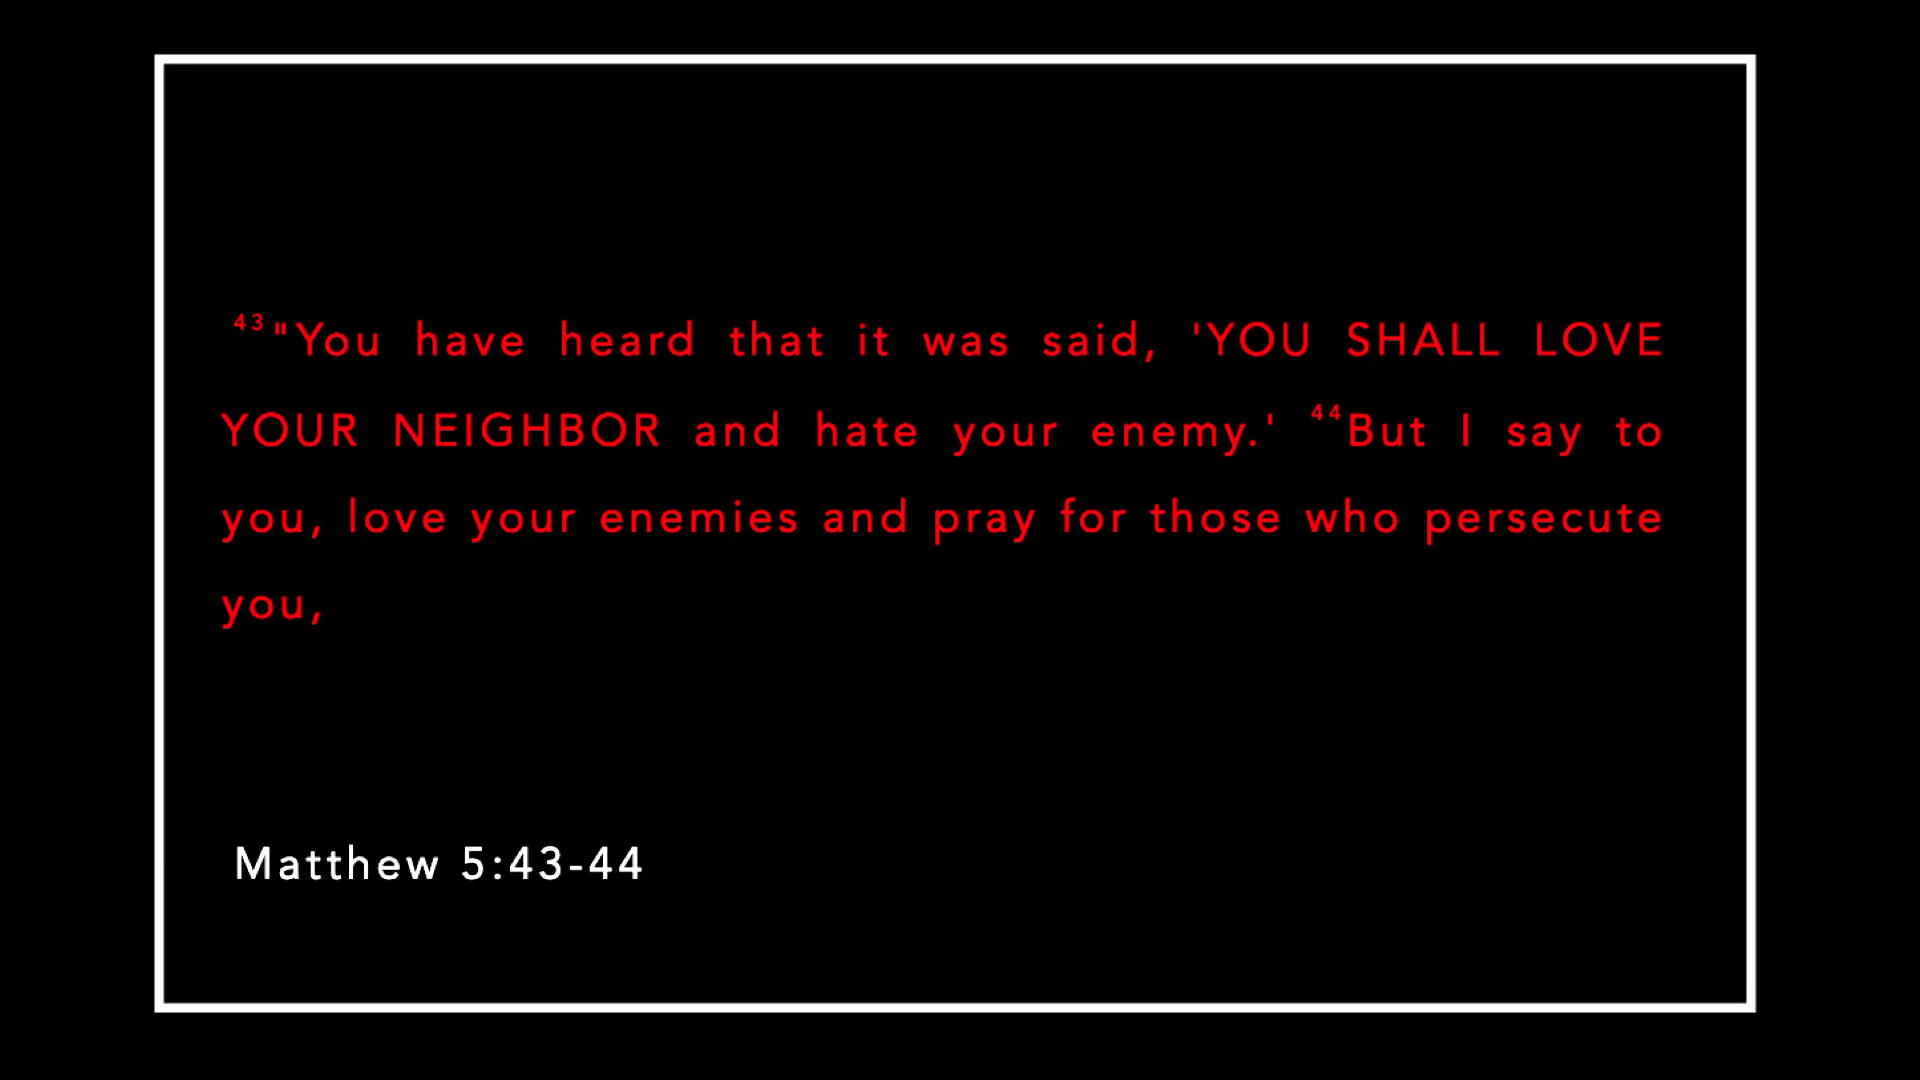 ⁴³"You have heard that it was said, 'YOU SHALL LOVE
YOUR NEIGHBOR and hate your enemy.' ⁴⁴But I say to
you, love your enemies and pray for those who persecute
you,
Matthew 5:43-44